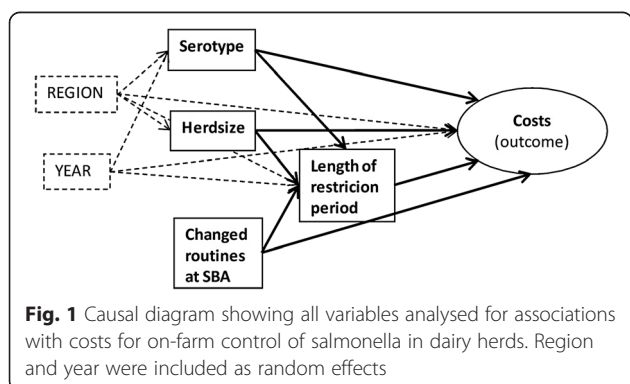 Serotype
REGION
Herdsize
Costs
(outcome)
YEAR
Length of
restricion
period
Changed
routines
at SBA
Fig. 1 Causal diagram showing all variables analysed for associations
with costs for on-farm control of salmonella in dairy herds. Region
and year were included as random effects